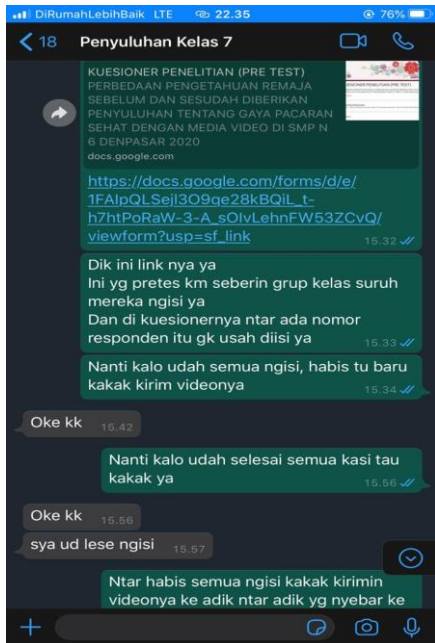 DiRumahLebihBaik LTE 22.35 76%
18 Penyuluhan Kelas 7
KUESIONER PENELITIAN (PRE TEST)
PERBEDAAN PENGETAHUAN REMAJA
SEBELUM DAN SESUDAH DIBERIKAN
PENYULUHAN TENTANG GAYA PACARAN
SEHAT DENGAN MEDIA VIDEO DI SMP N
6 DENPASAR 2020
docs.google.com
https://docs.google.com/forms/d/e/
1FAIpQLSejl3O9qe28kBQiL_t-
h7htPoRaW-3-A_sOIvLehnFW53ZCvQ/
viewform?usp=sf_link
15.32
Dik ini link nya ya
Ini yg pretes km seberin grup kelas suruh
mereka ngisi ya
Dan di kuesionernya ntar ada nomor
responden itu gk usah diisi ya
15.33
Nanti kalo udah semua ngisi, habis tu baru
kakak kirim videonya
15.34
Oke kk
15.42
Nanti kalo udah selesai semua kasi tau
kakak ya
15.56
Oke kk
15.56
sya ud lese ngisi
15.57
Ntar habis semua ngisi kakak kirimin
videonya ke adik ntar adik yg nyebar ke